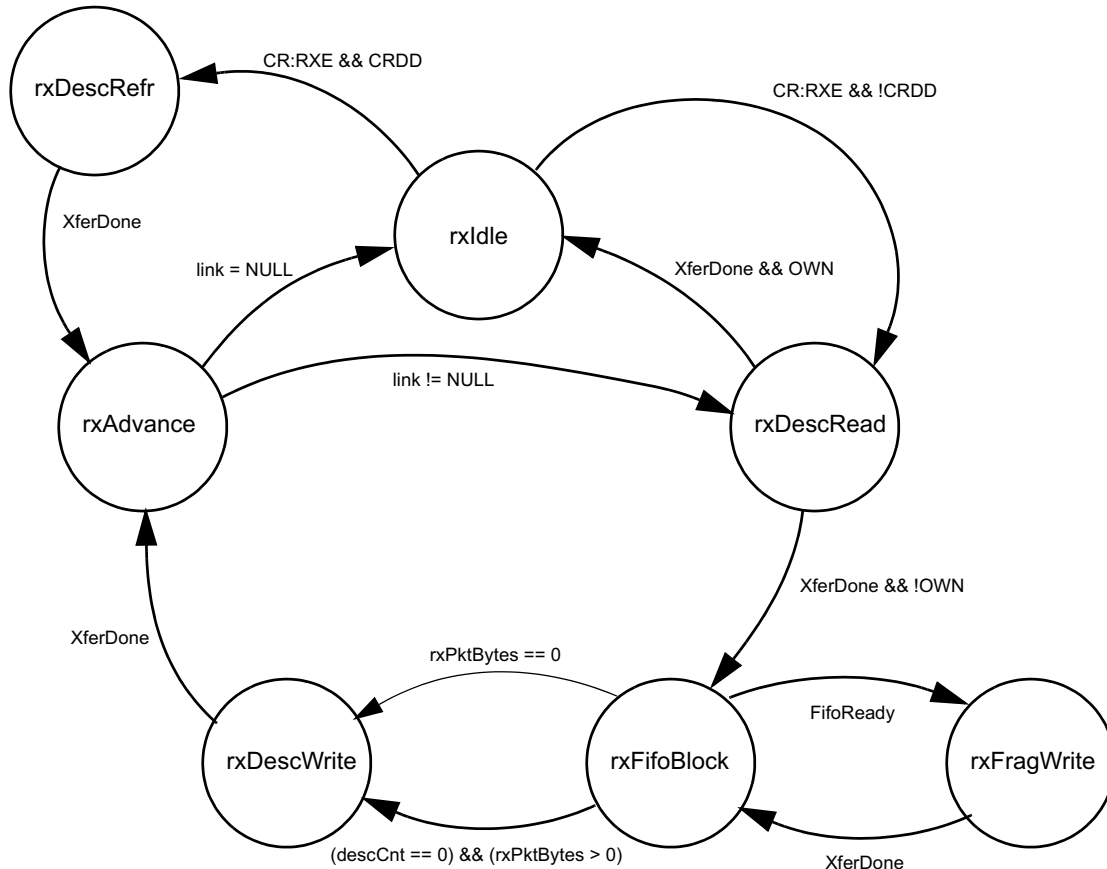 CR:RXE && CRDD
rxDescRefr
CR:RXE && !CRDD
XferDone
rxIdle
link = NULL
XferDone && OWN
link != NULL
rxAdvance
rxDescRead
XferDone && !OWN
XferDone
rxPktBytes == 0
FifoReady
rxDescWrite
rxFifoBlock
rxFragWrite
(descCnt == 0) && (rxPktBytes > 0)
XferDone